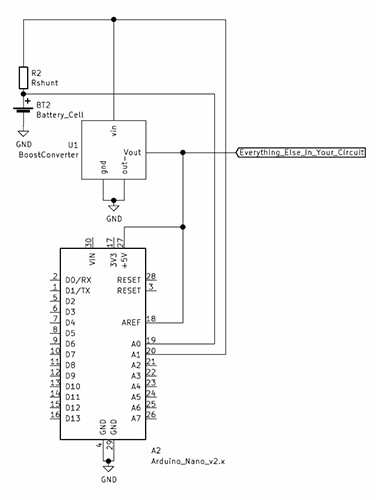 R2
Rshunt
+
BT2
Battery_Cell
GND
U1
BoostConverter
vin
Vout
gnd
out-
GND
Everything_Else_In_Your_Circuit
30
17
27
VIN
3V3
+5V
2 D0/RX RESET 28
1 D1/TX RESET 3
5 D2
6 D3
7 D4 AREF 18
8 D5
9 D6 A0 19
10 D7 A1 20
11 D8 A2 21
12 D9 A3 22
13 D10 A4 23
14 D11 A5 24
15 D12 A6 25
16 D13 A7 26
GND GND
4 29
A2
Arduino_Nano_v2.x
GND